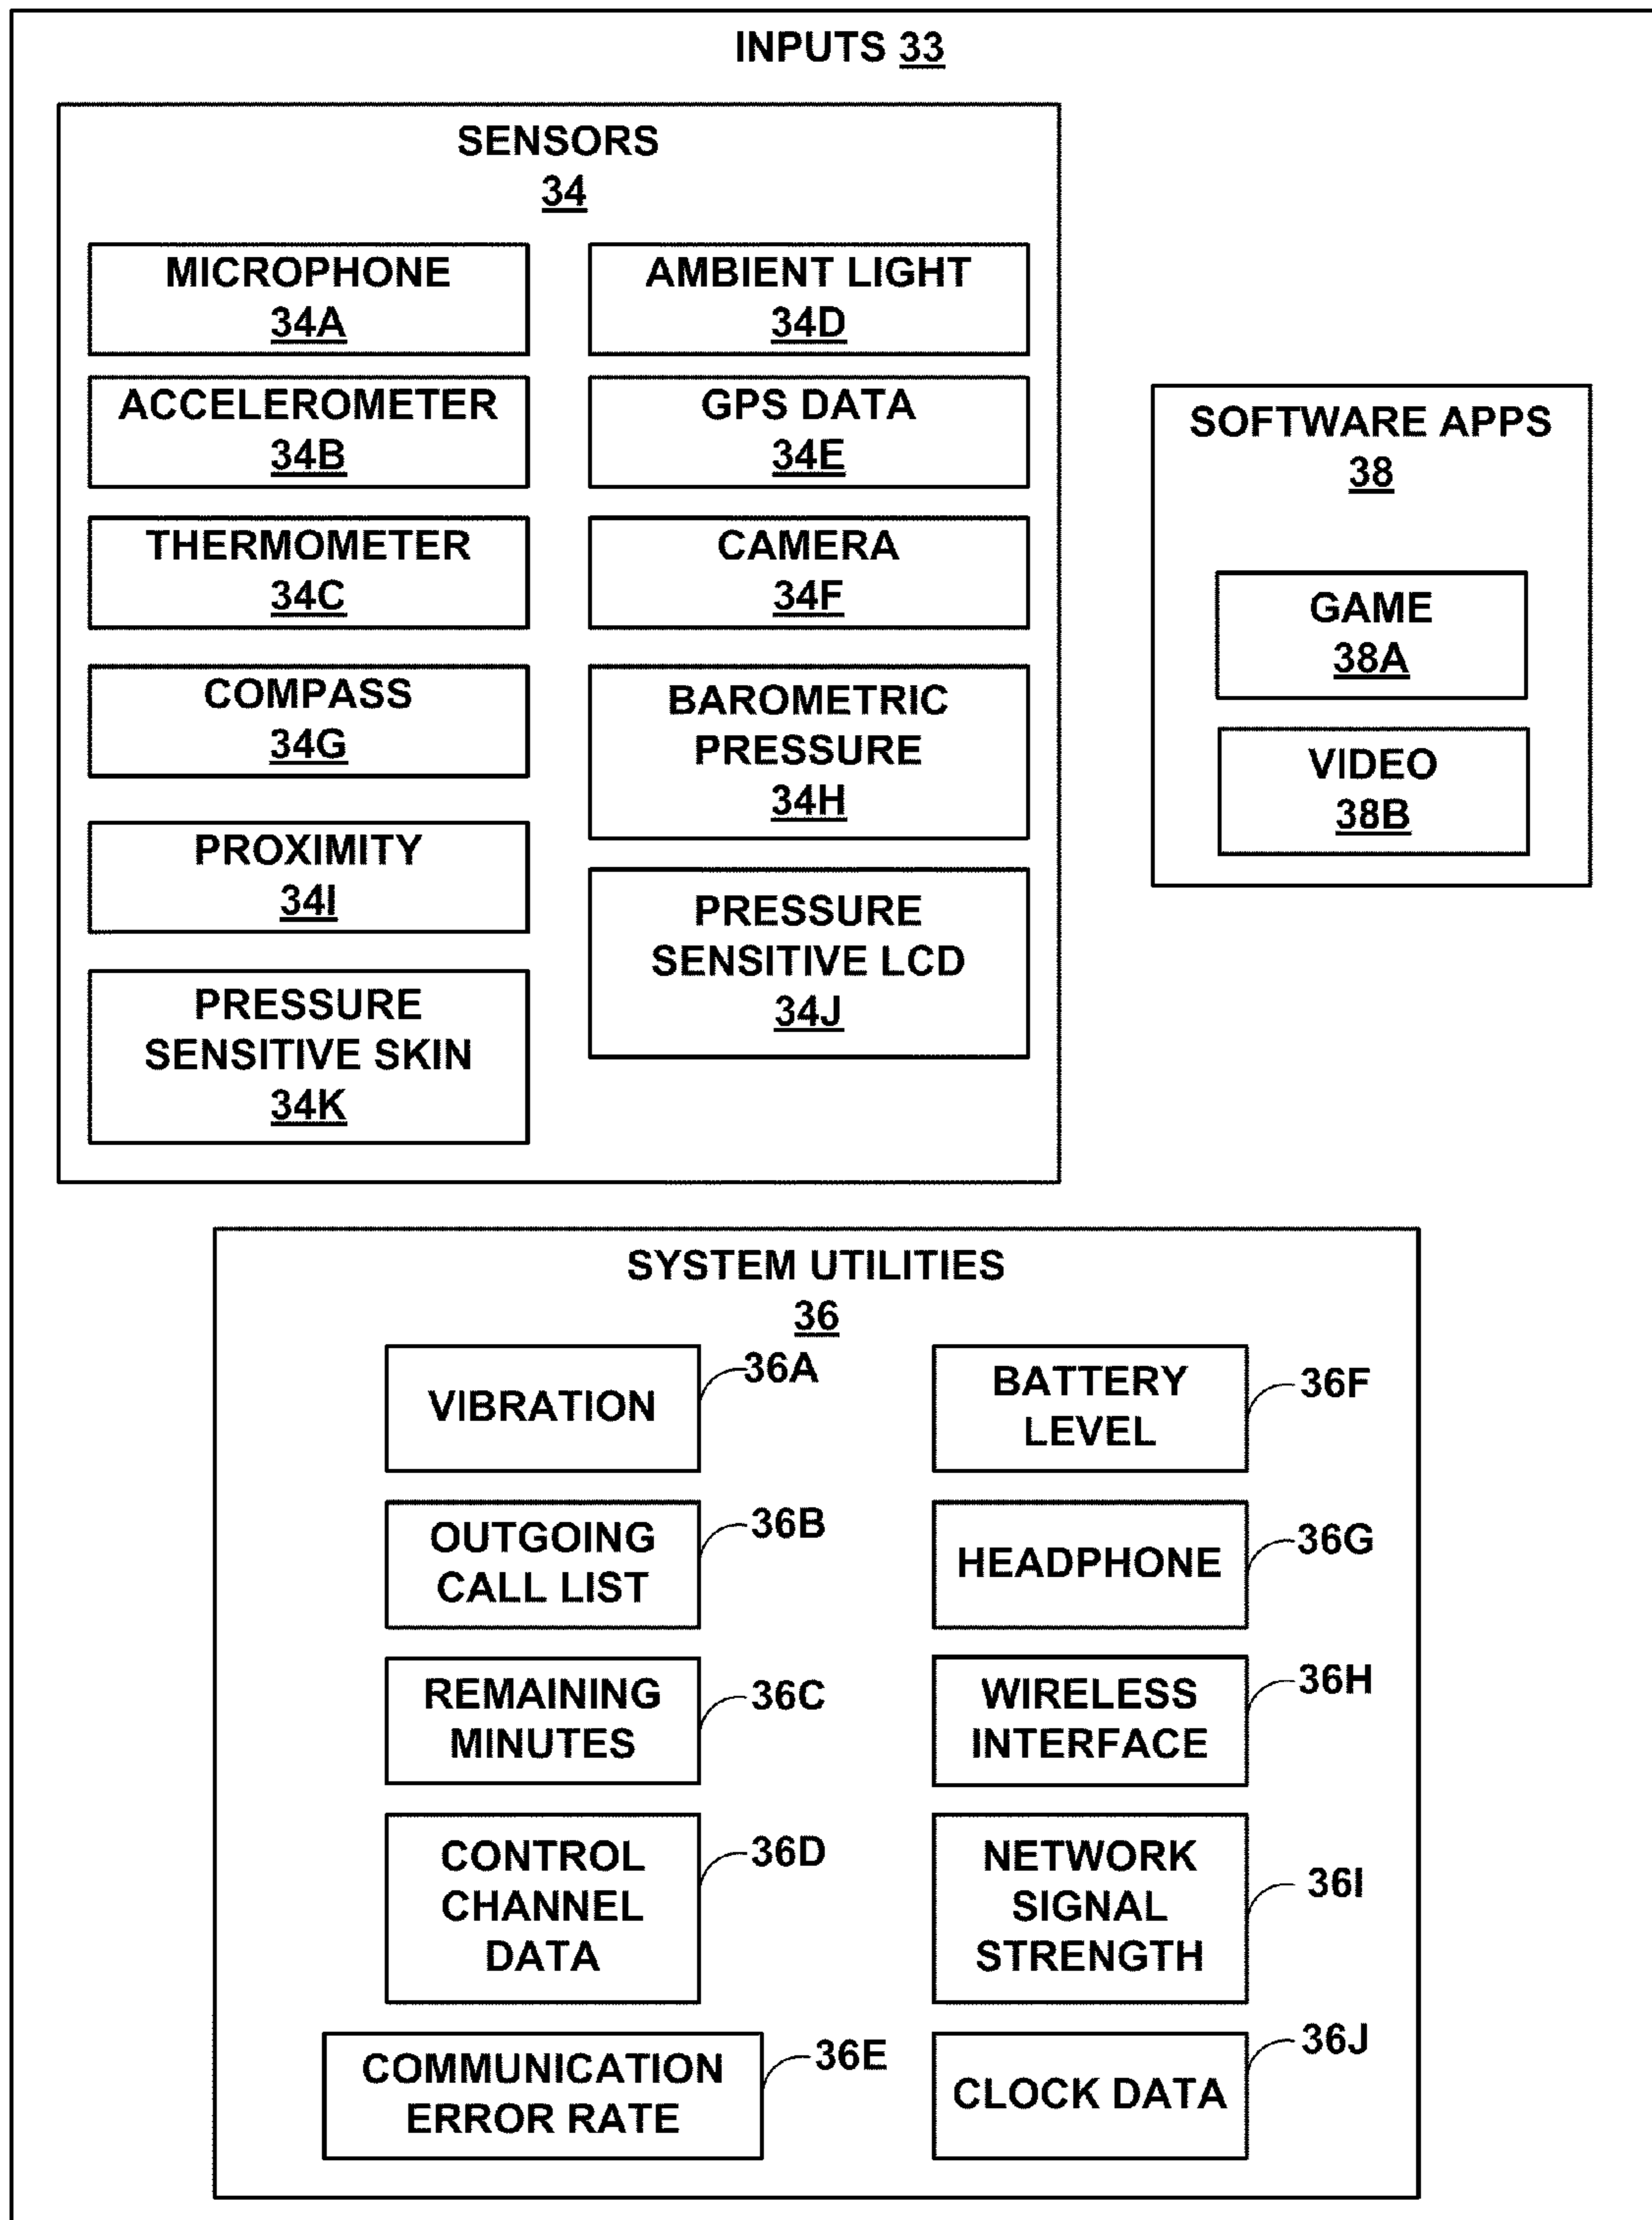 INPUTS 33
SENSORS
34
MICROPHONE
34A
AMBIENT LIGHT
34D
ACCELEROMETER
34B
GPS DATA
34E
THERMOMETER
34C
CAMERA
34F
COMPASS
34G
BAROMETRIC
PRESSURE
34H
PROXIMITY
34I
PRESSURE
SENSITIVE LCD
34J
PRESSURE
SENSITIVE SKIN
34K
SOFTWARE APPS
38
GAME
38A
VIDEO
38B
SYSTEM UTILITIES
36
VIBRATION
36A
BATTERY
LEVEL
36F
OUTGOING
CALL LIST
36B
HEADPHONE
36G
REMAINING
MINUTES
36C
WIRELESS
INTERFACE
36H
CONTROL
CHANNEL
DATA
36D
NETWORK
SIGNAL
STRENGTH
36I
COMMUNICATION
ERROR RATE
36E
CLOCK DATA
36J